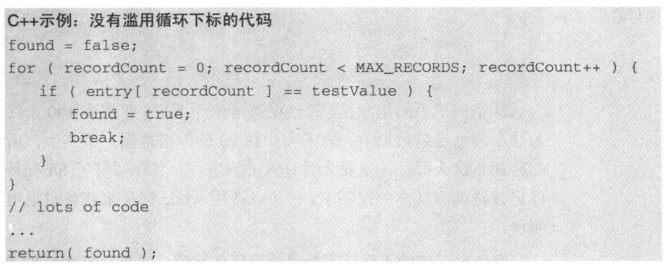 C++示例：没有滥用循环下标的代码
found = false;
for ( recordCount = 0; recordCount < MAX_RECORDS; recordCount++ ) {
   if ( entry[ recordCount ] == testValue ) {
      found = true;
      break;
   }
}
// lots of code
...
return( found );